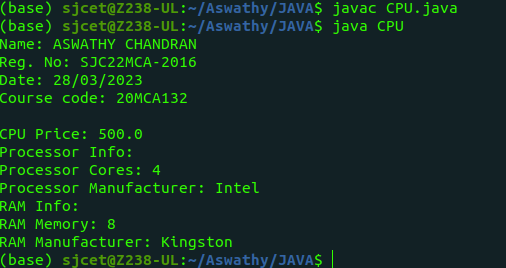 (base) sjcet@Z238-UL:~/Aswathy/JAVA$ javac CPU.java
(base) sjcet@Z238-UL:~/Aswathy/JAVA$ java CPU
Name: ASWATHY CHANDRAN
Reg. No: SJC22MCA-2016
Date: 28/03/2023
Course code: 20MCA132

CPU Price: 500.0
Processor Info:
Processor Cores: 4
Processor Manufacturer: Intel
RAM Info:
RAM Memory: 8
RAM Manufacturer: Kingston
(base) sjcet@Z238-UL:~/Aswathy/JAVA$